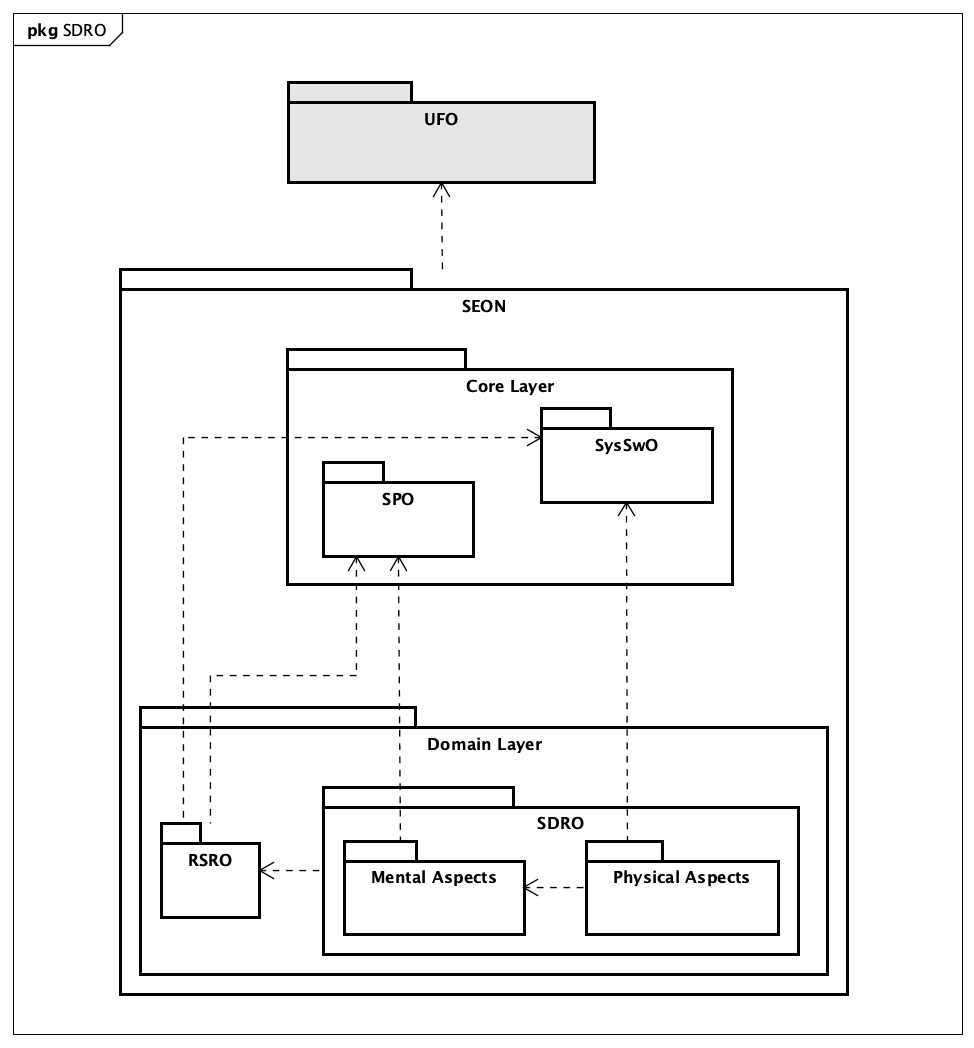 pkg SDRO
UFO
SEON
Core Layer
SysSwO
SPO
Domain Layer
SDRO
RSRO
Mental Aspects
Physical Aspects